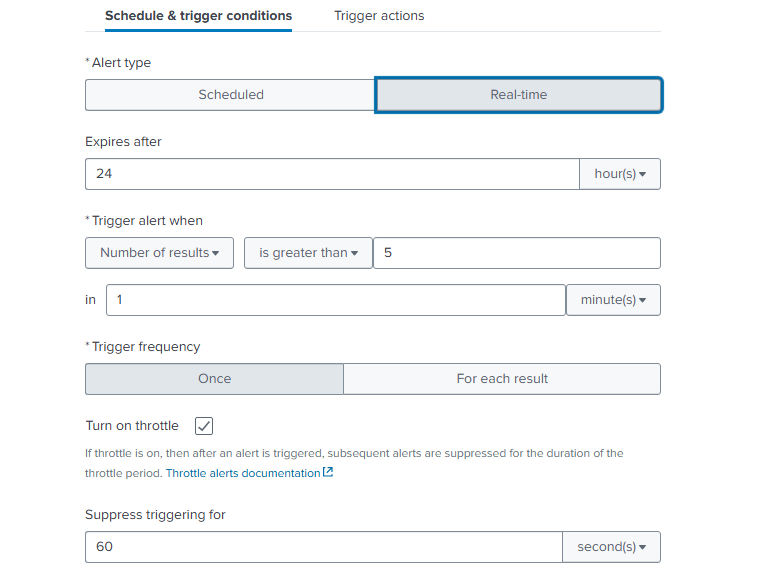 Schedule & trigger conditions Trigger actions
* Alert type
Scheduled Real-time
Expires after
24 hour(s)
* Trigger alert when
Number of results is greater than 5
in 1 minute(s)
* Trigger frequency
Once For each result
Turn on throttle
If throttle is on, then after an alert is triggered, subsequent alerts are suppressed for the duration of the
throttle period. Throttle alerts documentation
Suppress triggering for
60 second(s)